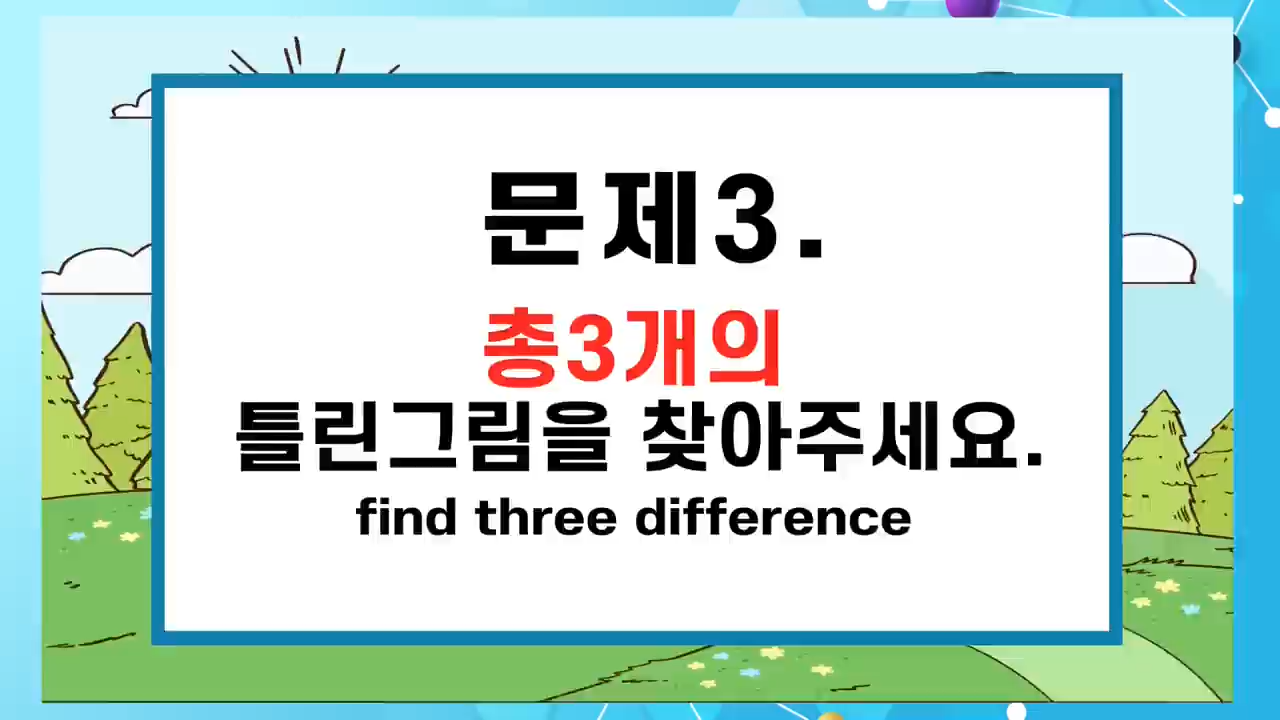 문제3.
총3개의
틀린그림을 찾아주세요.
find three difference